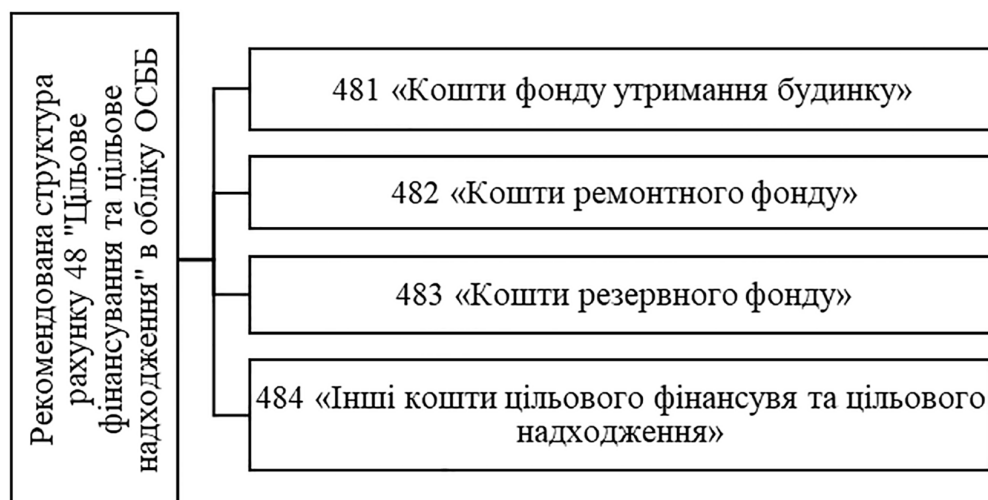 Рекомендована структура
рахунку 48 "Цільове
фінансування та цільове
надходження" в обліку ОСББ
481 «Кошти фонду утримання будинку»
482 «Кошти ремонтного фонду»
483 «Кошти резервного фонду»
484 «Інші кошти цільового фінансувя та цільового
надходження»